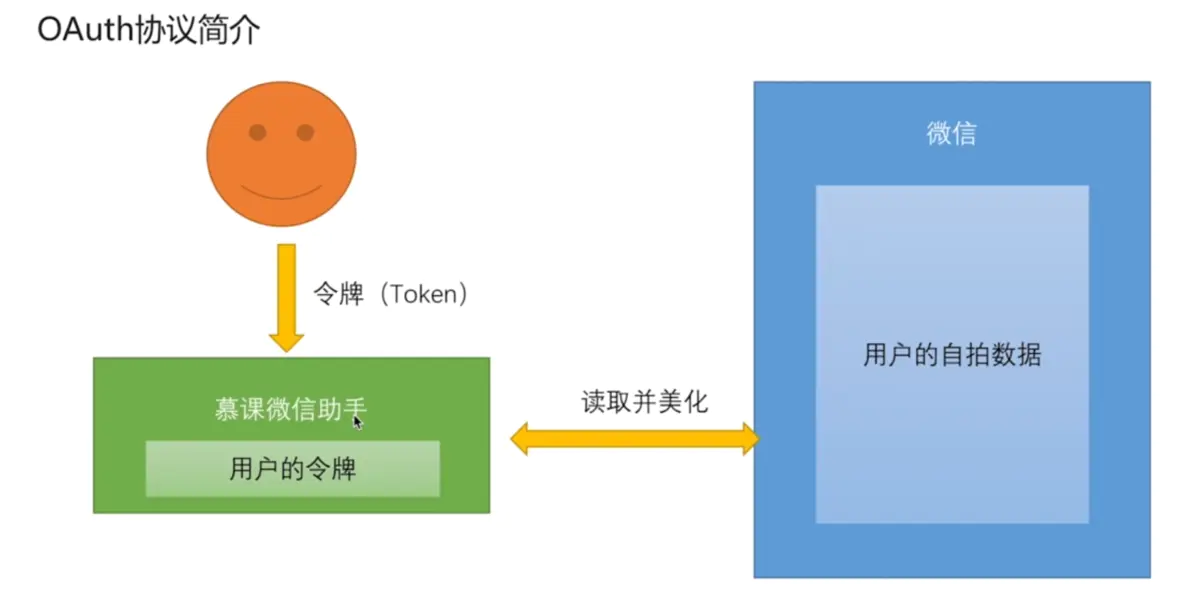 OAuth协议简介
微信
令牌（Token）
用户的自拍数据
读取并美化
慕课微信助手
用户的令牌